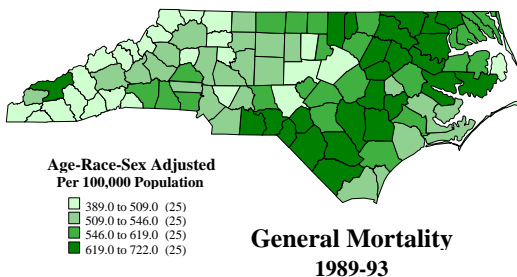 Age-Race-Sex Adjusted
Per 100,000 Population
389.0 to 509.0 (25)
509.0 to 546.0 (25)
546.0 to 619.0 (25)
619.0 to 722.0 (25)
General Mortality
1989-93